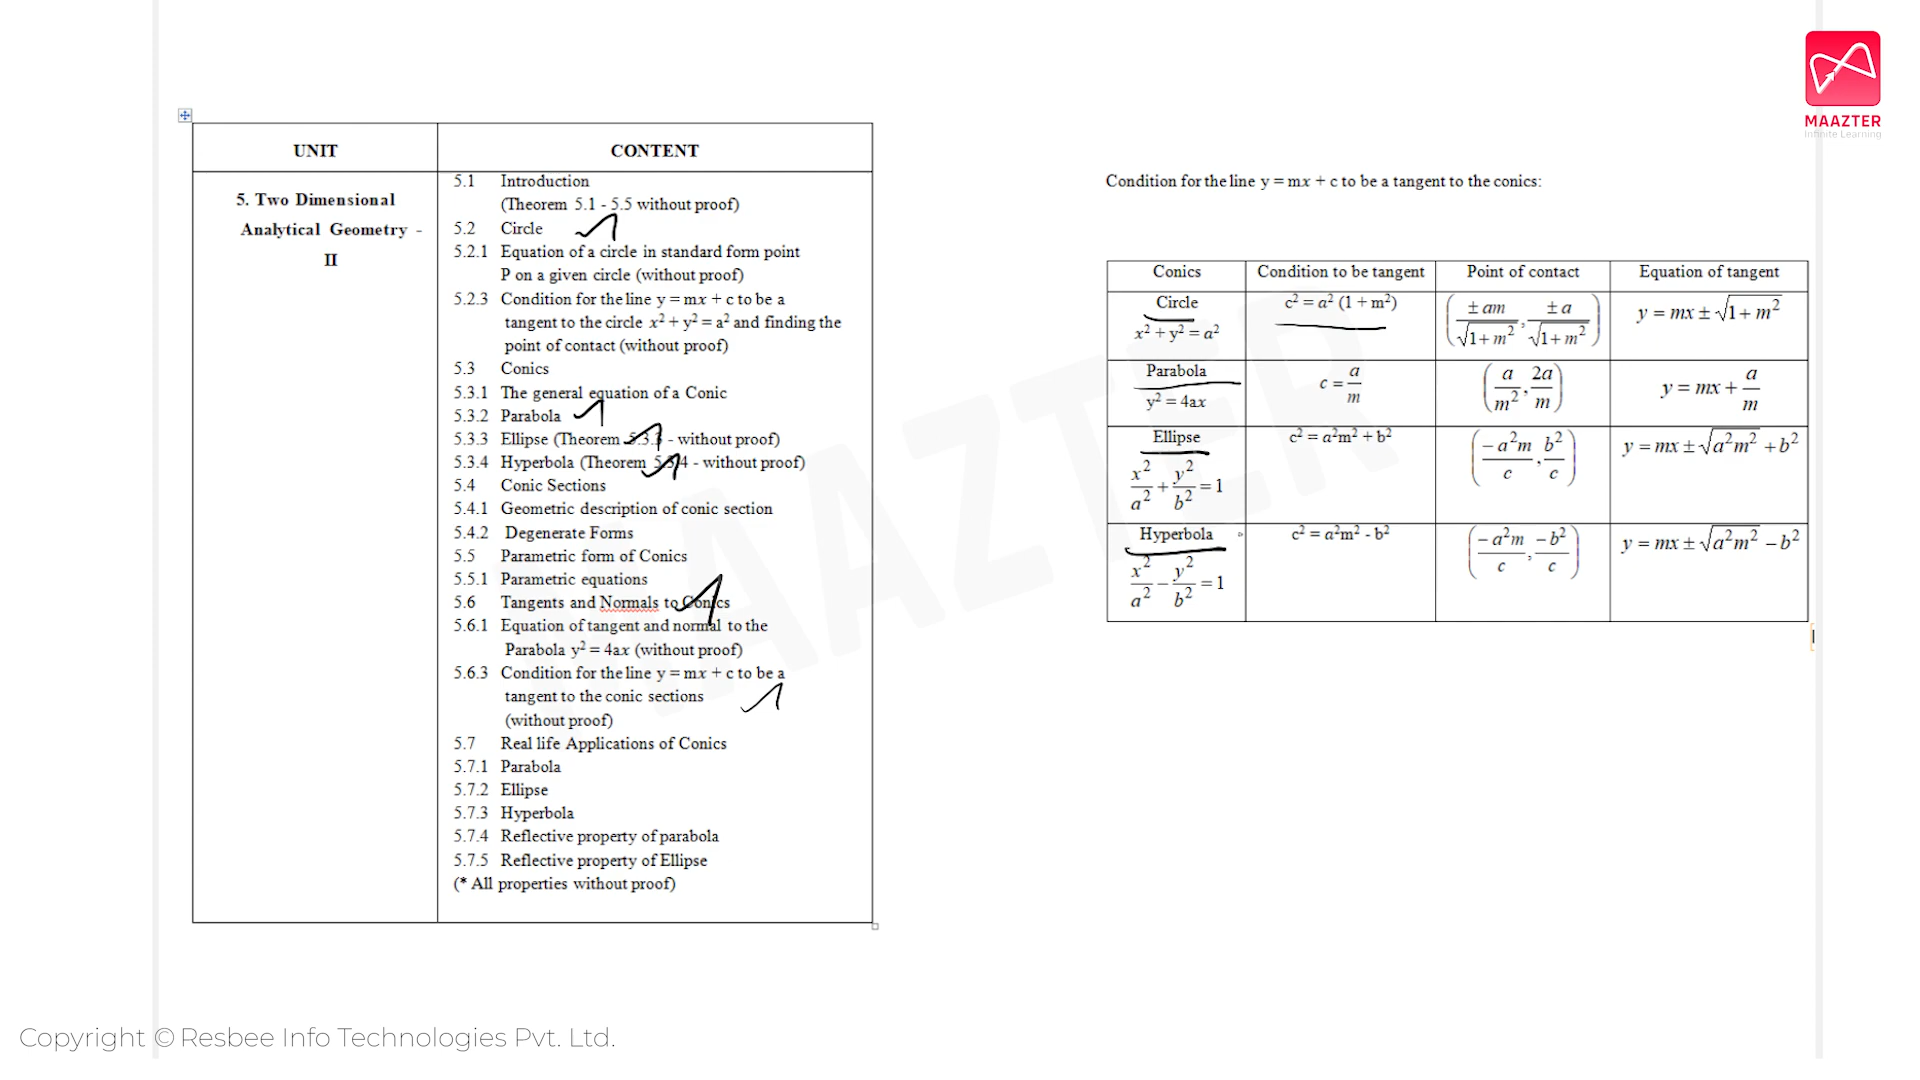 MAAZTER
Infinite Learning
UNIT CONTENT
5. Two Dimensional
Analytical Geometry -
II
5.1 Introduction
(Theorem 5.1 - 5.5 without proof)
5.2 Circle
5.2.1 Equation of a circle in standard form point
P on a given circle (without proof)
5.2.3 Condition for the line y = mx + c to be a
tangent to the circle x² + y² = a² and finding the
point of contact (without proof)
5.3 Conics
5.3.1 The general equation of a Conic
5.3.2 Parabola
5.3.3 Ellipse (Theorem - without proof)
5.3.4 Hyperbola (Theorem - without proof)
5.4 Conic Sections
5.4.1 Geometric description of conic section
5.4.2 Degenerate Forms
5.5 Parametric form of Conics
5.5.1 Parametric equations
5.6 Tangents and Normals to Conics
5.6.1 Equation of tangent and normal to the
Parabola y² = 4ax (without proof)
5.6.3 Condition for the line y = mx + c to be a
tangent to the conic sections
(without proof)
5.7 Real life Applications of Conics
5.7.1 Parabola
5.7.2 Ellipse
5.7.3 Hyperbola
5.7.4 Reflective property of parabola
5.7.5 Reflective property of Ellipse
(* All properties without proof)
Condition for the line y = mx + c to be a tangent to the conics:
Conics Condition to be tangent Point of contact Equation of tangent
Circle x² + y² = a² c² = a² (1 + m²) (±am/√1+m², ±a/√1+m²) y = mx ± √1+m²
Parabola y² = 4ax c = a/m (a/m², 2a/m) y = mx + a/m
Ellipse x²/a² + y²/b² = 1 c² = a²m² + b² (-a²m/c, b²/c) y = mx ± √a²m² + b²
Hyperbola x²/a² - y²/b² = 1 c² = a²m² - b² (-a²m/c, -b²/c) y = mx ± √a²m² - b²
MAAZTER
Copyright © Resbee Info Technologies Pvt. Ltd.